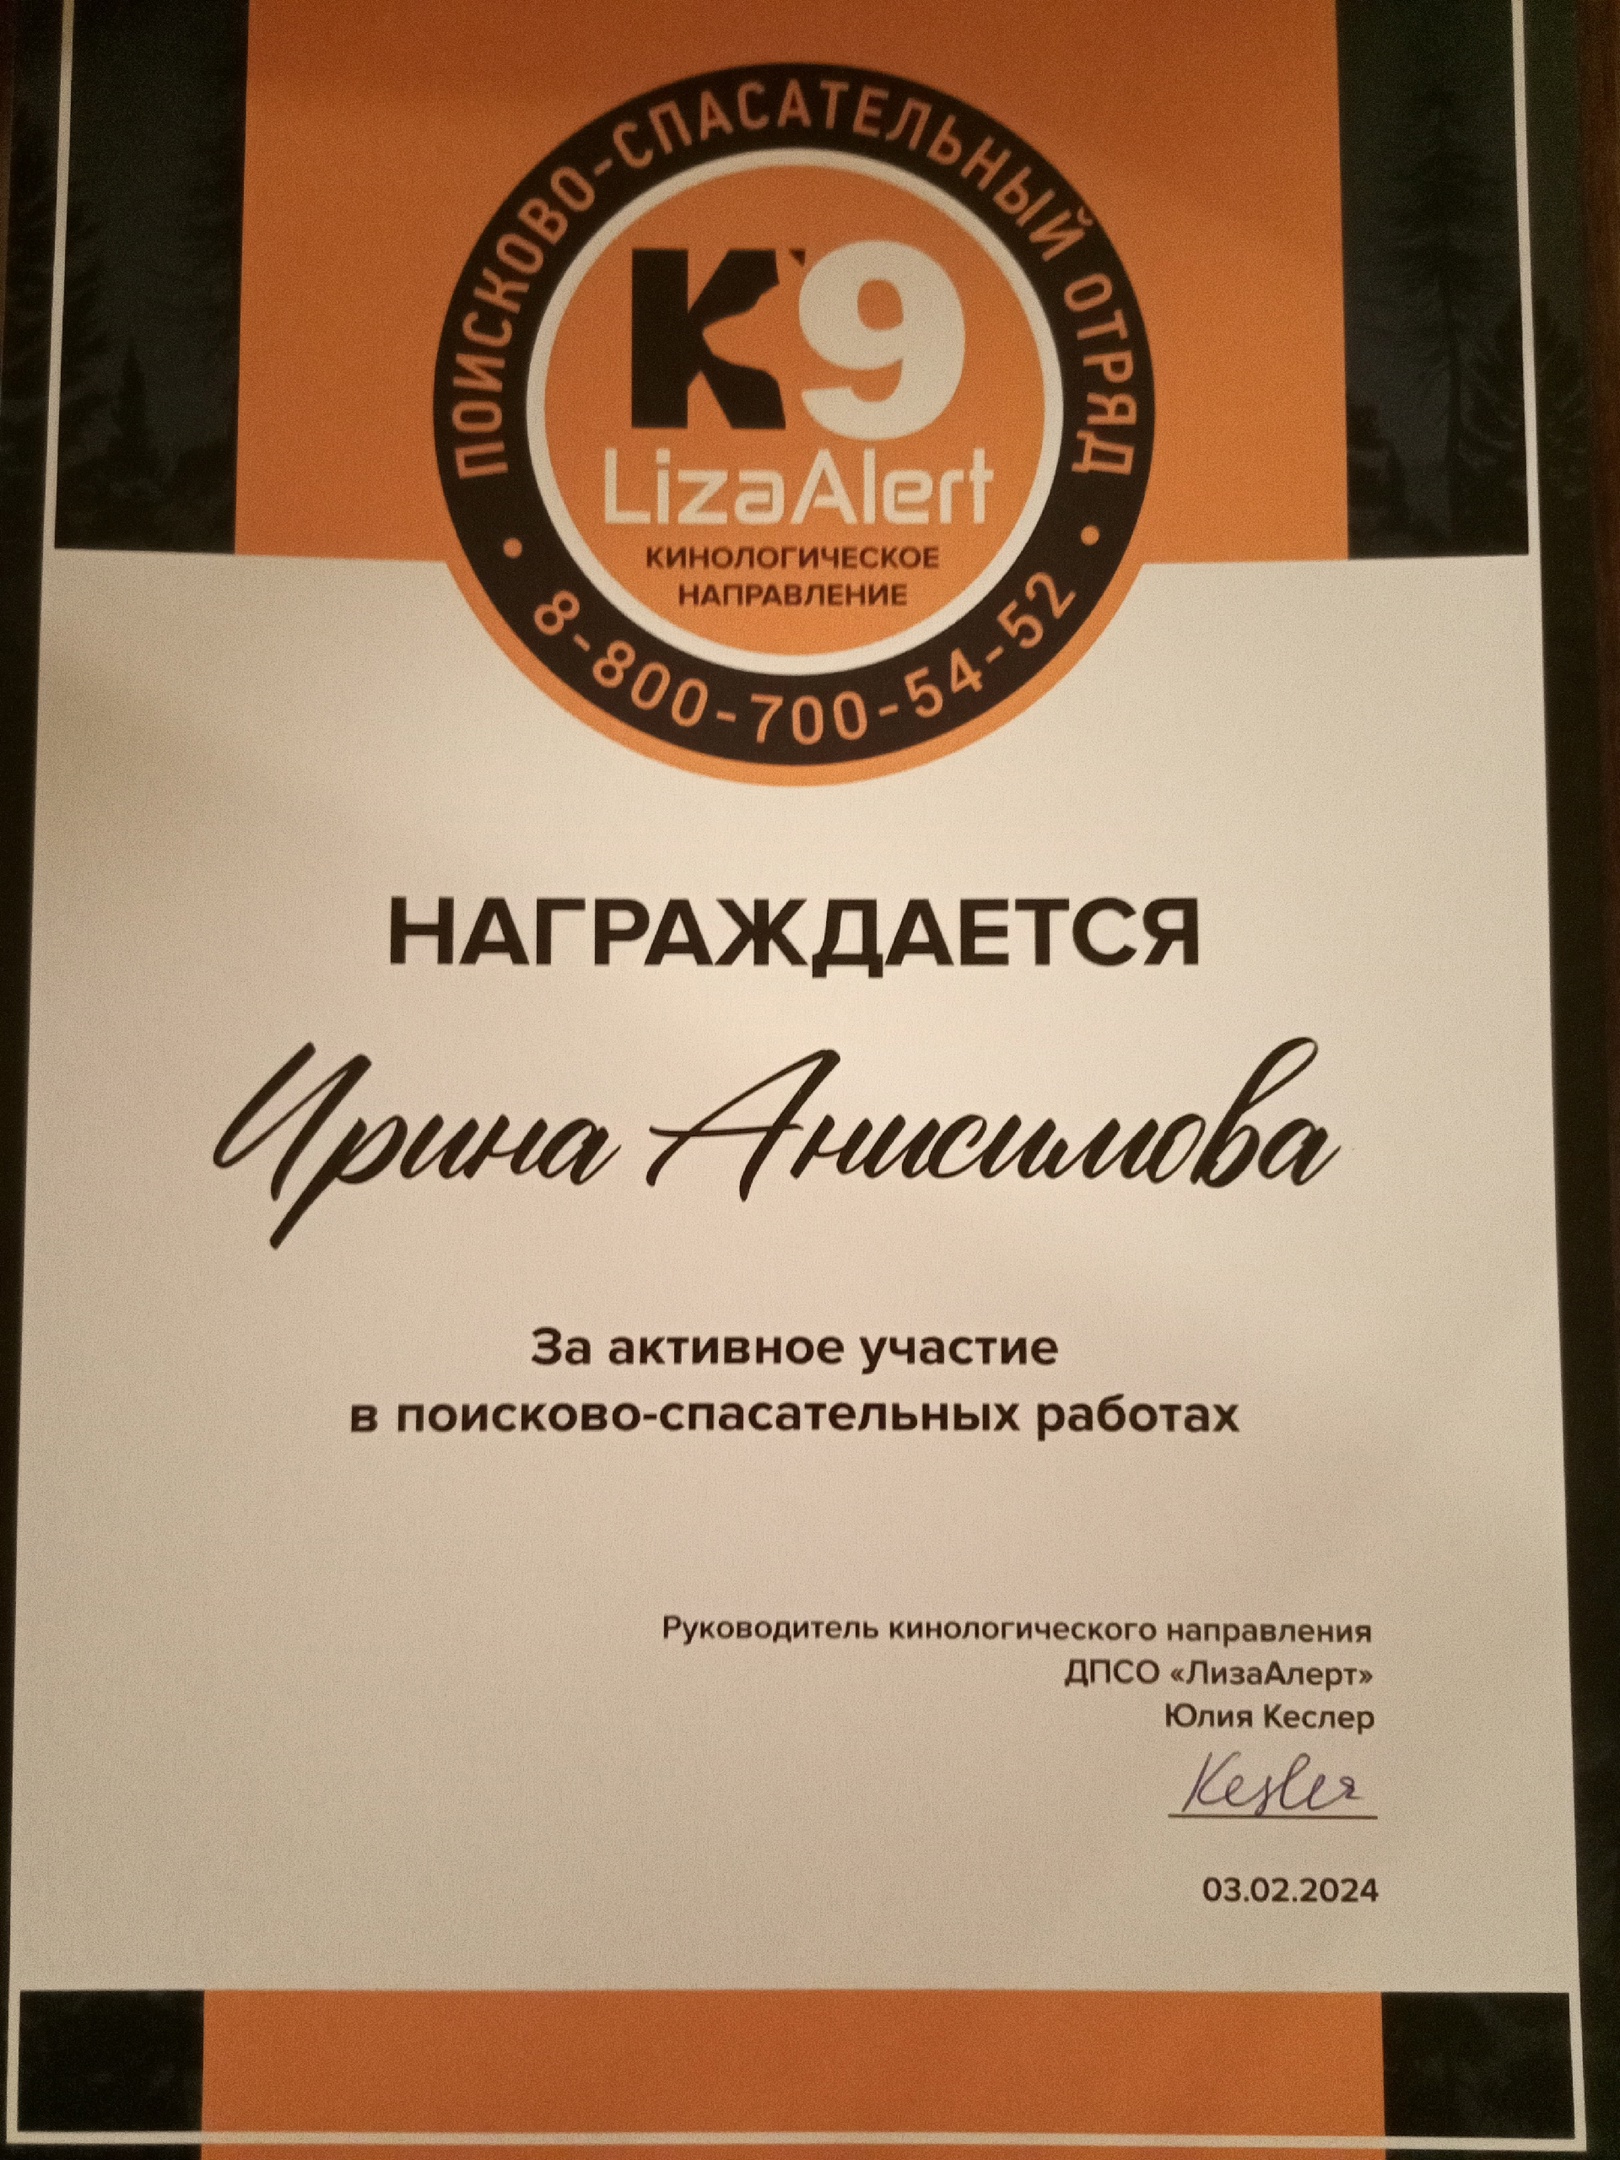 ПОИСКОВО-СПАСАТЕЛЬНЫЙ ОТРЯД
K9
LizaAlert
КИНОЛОГИЧЕСКОЕ
НАПРАВЛЕНИЕ
• 8-800-700-54-52 •
НАГРАЖДАЕТСЯ
Ирина Анисимова
За активное участие
в поисково-спасательных работах
Руководитель кинологического направления
ДПСО «ЛизаАлерт»
Юлия Кеслер
Kesler
03.02.2024